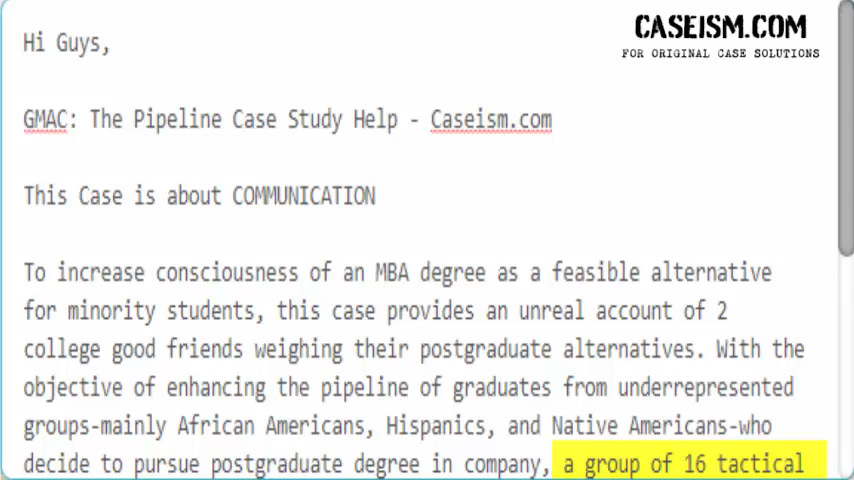 CASEISM.COM
FOR ORIGINAL CASE SOLUTIONS
Hi Guys,
GMAC: The Pipeline Case Study Help - Caseism.com
This Case is about COMMUNICATION
To increase consciousness of an MBA degree as a feasible alternative
for minority students, this case provides an unreal account of 2
college good friends weighing their postgraduate alternatives. With the
objective of enhancing the pipeline of graduates from underrepresented
groups-mainly African Americans, Hispanics, and Native Americans-who
decide to pursue postgraduate degree in company, a group of 16 tactical